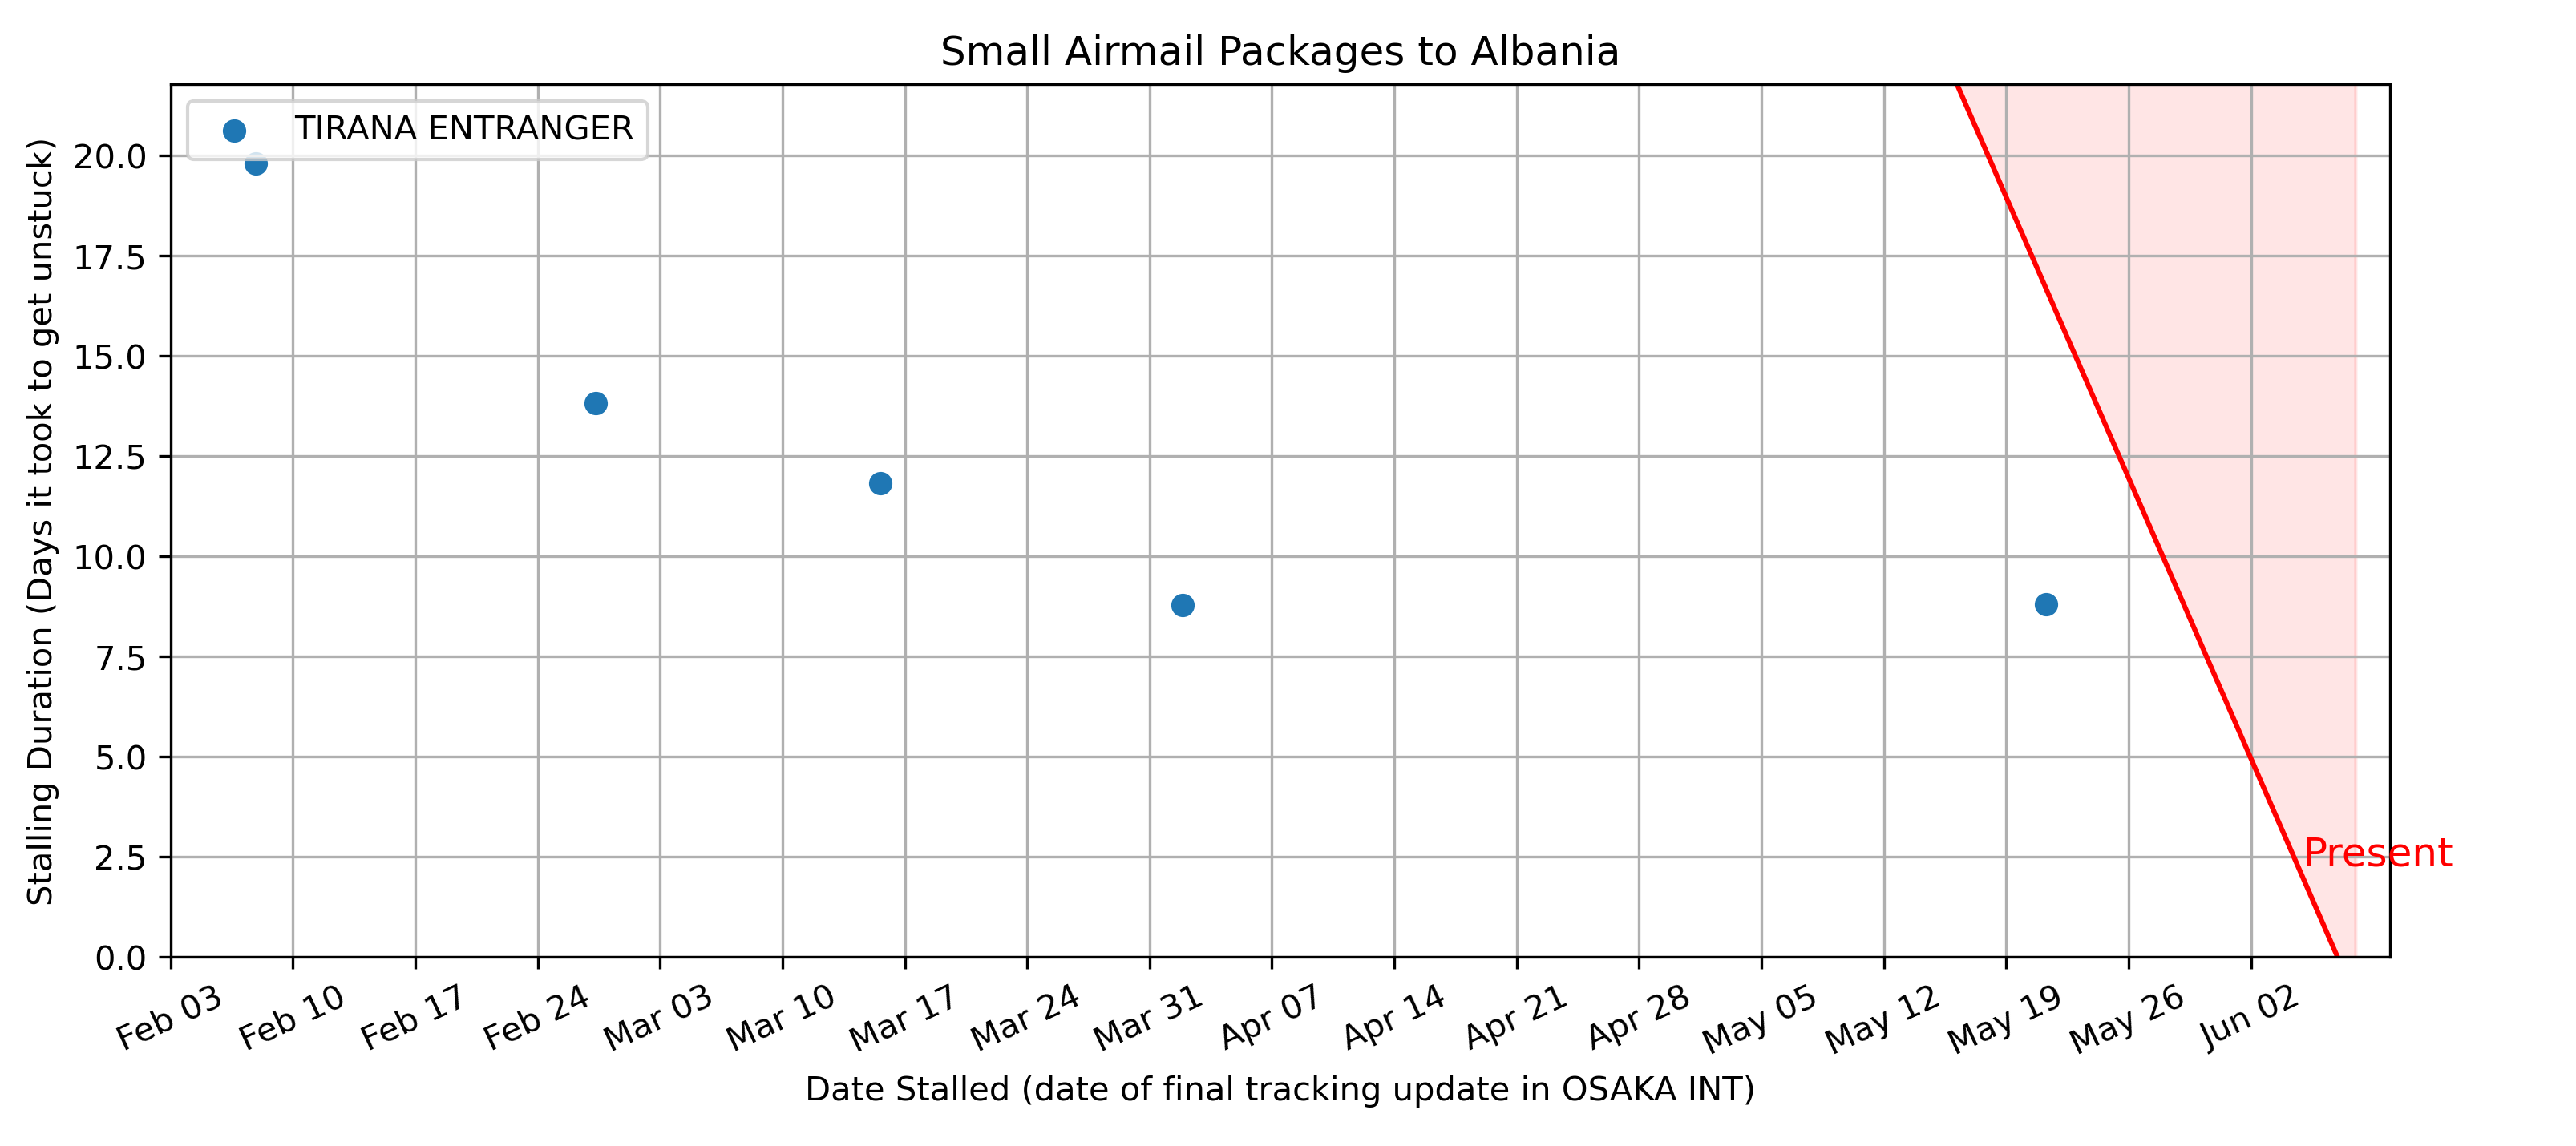 Small Airmail Packages to Albania
TIRANA ENTRANGER
Stalling Duration (Days it took to get unstuck)
20.0
17.5
15.0
12.5
10.0
7.5
5.0
2.5
0.0
Present
Feb 03
Feb 10
Feb 17
Feb 24
Mar 03
Mar 10
Mar 17
Mar 24
Mar 31
Apr 07
Apr 14
Apr 21
Apr 28
May 05
May 12
May 19
May 26
Jun 02
Date Stalled (date of final tracking update in OSAKA INT)